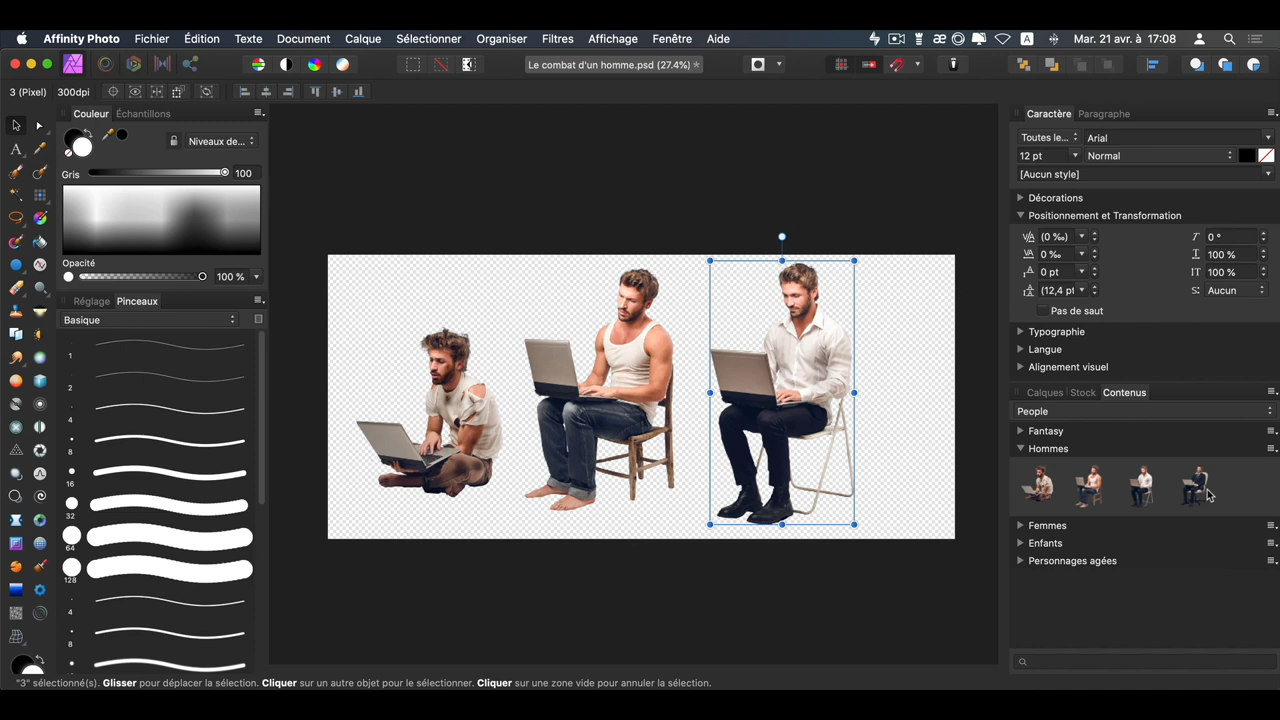 Affinity Photo Fichier Édition Texte Document Calque Sélectionner Organiser Filtres Affichage Fenêtre Aide
A Mar. 21 avr. à 17:08
Le combat d'un homme.psd (27.4%) *
3 (Pixel) 300dpi
Couleur Échantillons
Niveaux de...
Gris 100
Opacité
100 %
Réglage Pinceaux
Basique
1
2
4
8
16
32
64
128
4
8
Caractère Paragraphe
Toutes le... Arial
12 pt Normal
[Aucun style]
Décorations
Positionnement et Transformation
(0 ‰) 0 °
0 ‰ 100 %
0 pt 100 %
(12,4 pt Aucun
Pas de saut
Typographie
Langue
Alignement visuel
Calques Stock Contenus
People
Fantasy
Hommes
Femmes
Enfants
Personnages agées
"3" sélectionné(s). Glisser pour déplacer la sélection. Cliquer sur un autre objet pour le sélectionner. Cliquer sur une zone vide pour annuler la sélection.